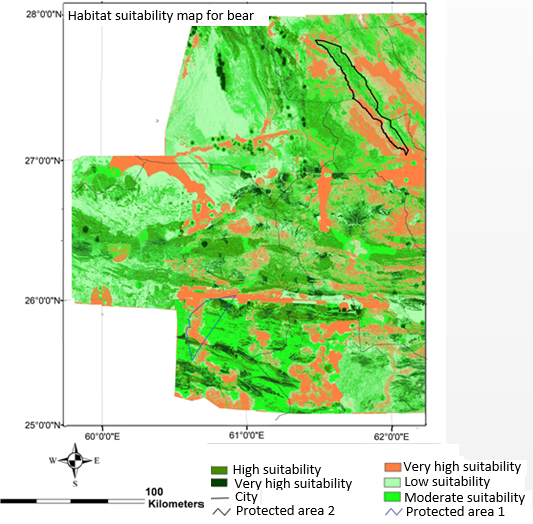 Habitat suitability map for bear
28°0'0"N
27°0'0"N
26°0'0"N
25°0'0"N
60°0'0"E
61°0'0"E
62°0'0"E
N
W E
S
100
Kilometers
High suitability
Very high suitability
City
Protected area 2
Very high suitability
Low suitability
Moderate suitability
Protected area 1